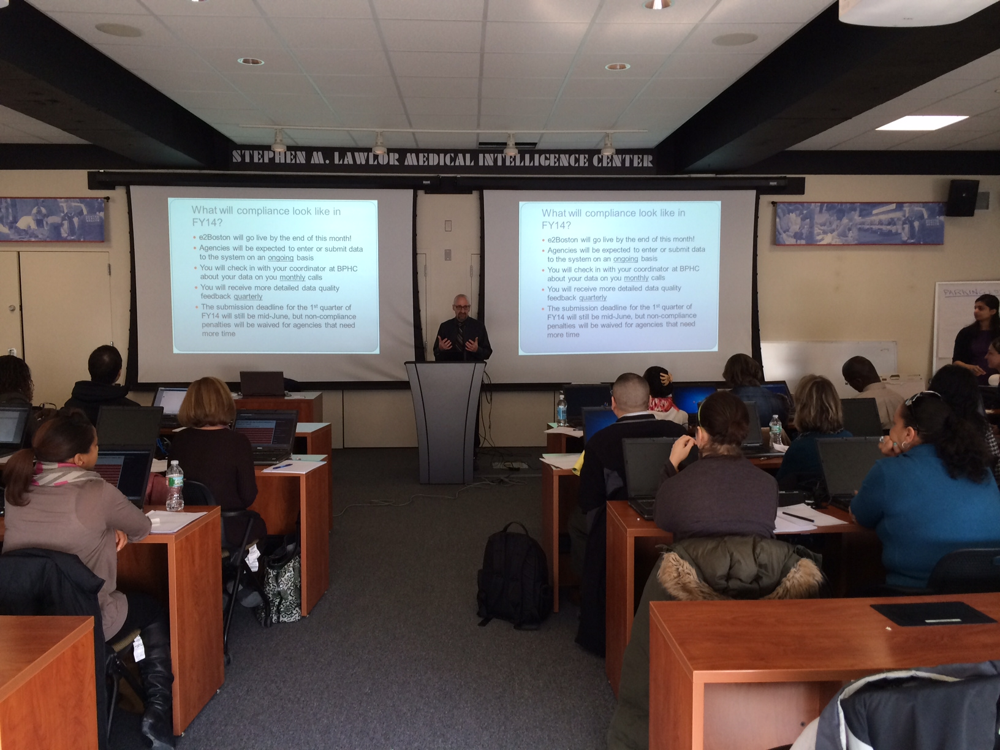 STEPHEN M. LAWLOR MEDICAL INTELLIGENCE CENTER
What will compliance look like in
FY14?
• e2Boston will go live by the end of this month!
• Agencies will be expected to enter or submit data
to the system on an ongoing basis
• You will check in with your coordinator at BPHC
about your data on you monthly calls
• You will receive more detailed data quality
feedback quarterly
• The submission deadline for the 1st quarter of
FY14 will still be mid-June, but non-compliance
penalties will be waived for agencies that need
more time
What will compliance look like in
FY14?
• e2Boston will go live by the end of this month!
• Agencies will be expected to enter or submit data
to the system on an ongoing basis
• You will check in with your coordinator at BPHC
about your data on you monthly calls
• You will receive more detailed data quality
feedback quarterly
• The submission deadline for the 1st quarter of
FY14 will still be mid-June, but non-compliance
penalties will be waived for agencies that need
more time
PARKING